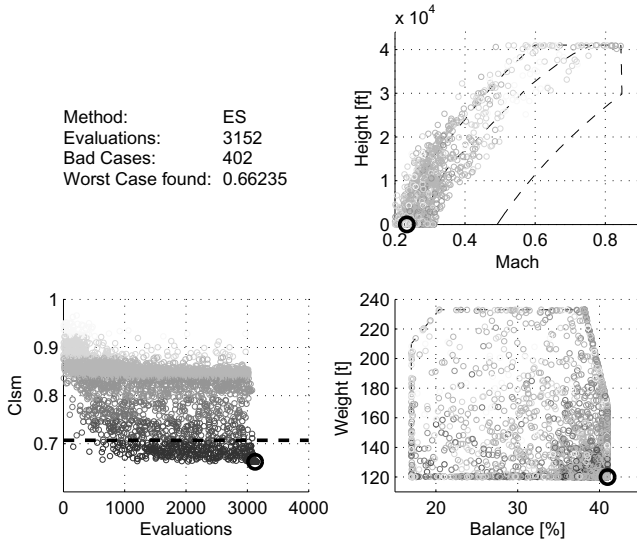 Method: ES
Evaluations: 3152
Bad Cases: 402
Worst Case found: 0.66235
x 10^4
4
3
2
1
0
Height [ft]
0.2 0.4 0.6 0.8
Mach
1
0.9
0.8
0.7
Clsm
0 1000 2000 3000 4000
Evaluations
240
220
200
180
160
140
120
Weight [t]
20 30 40
Balance [%]